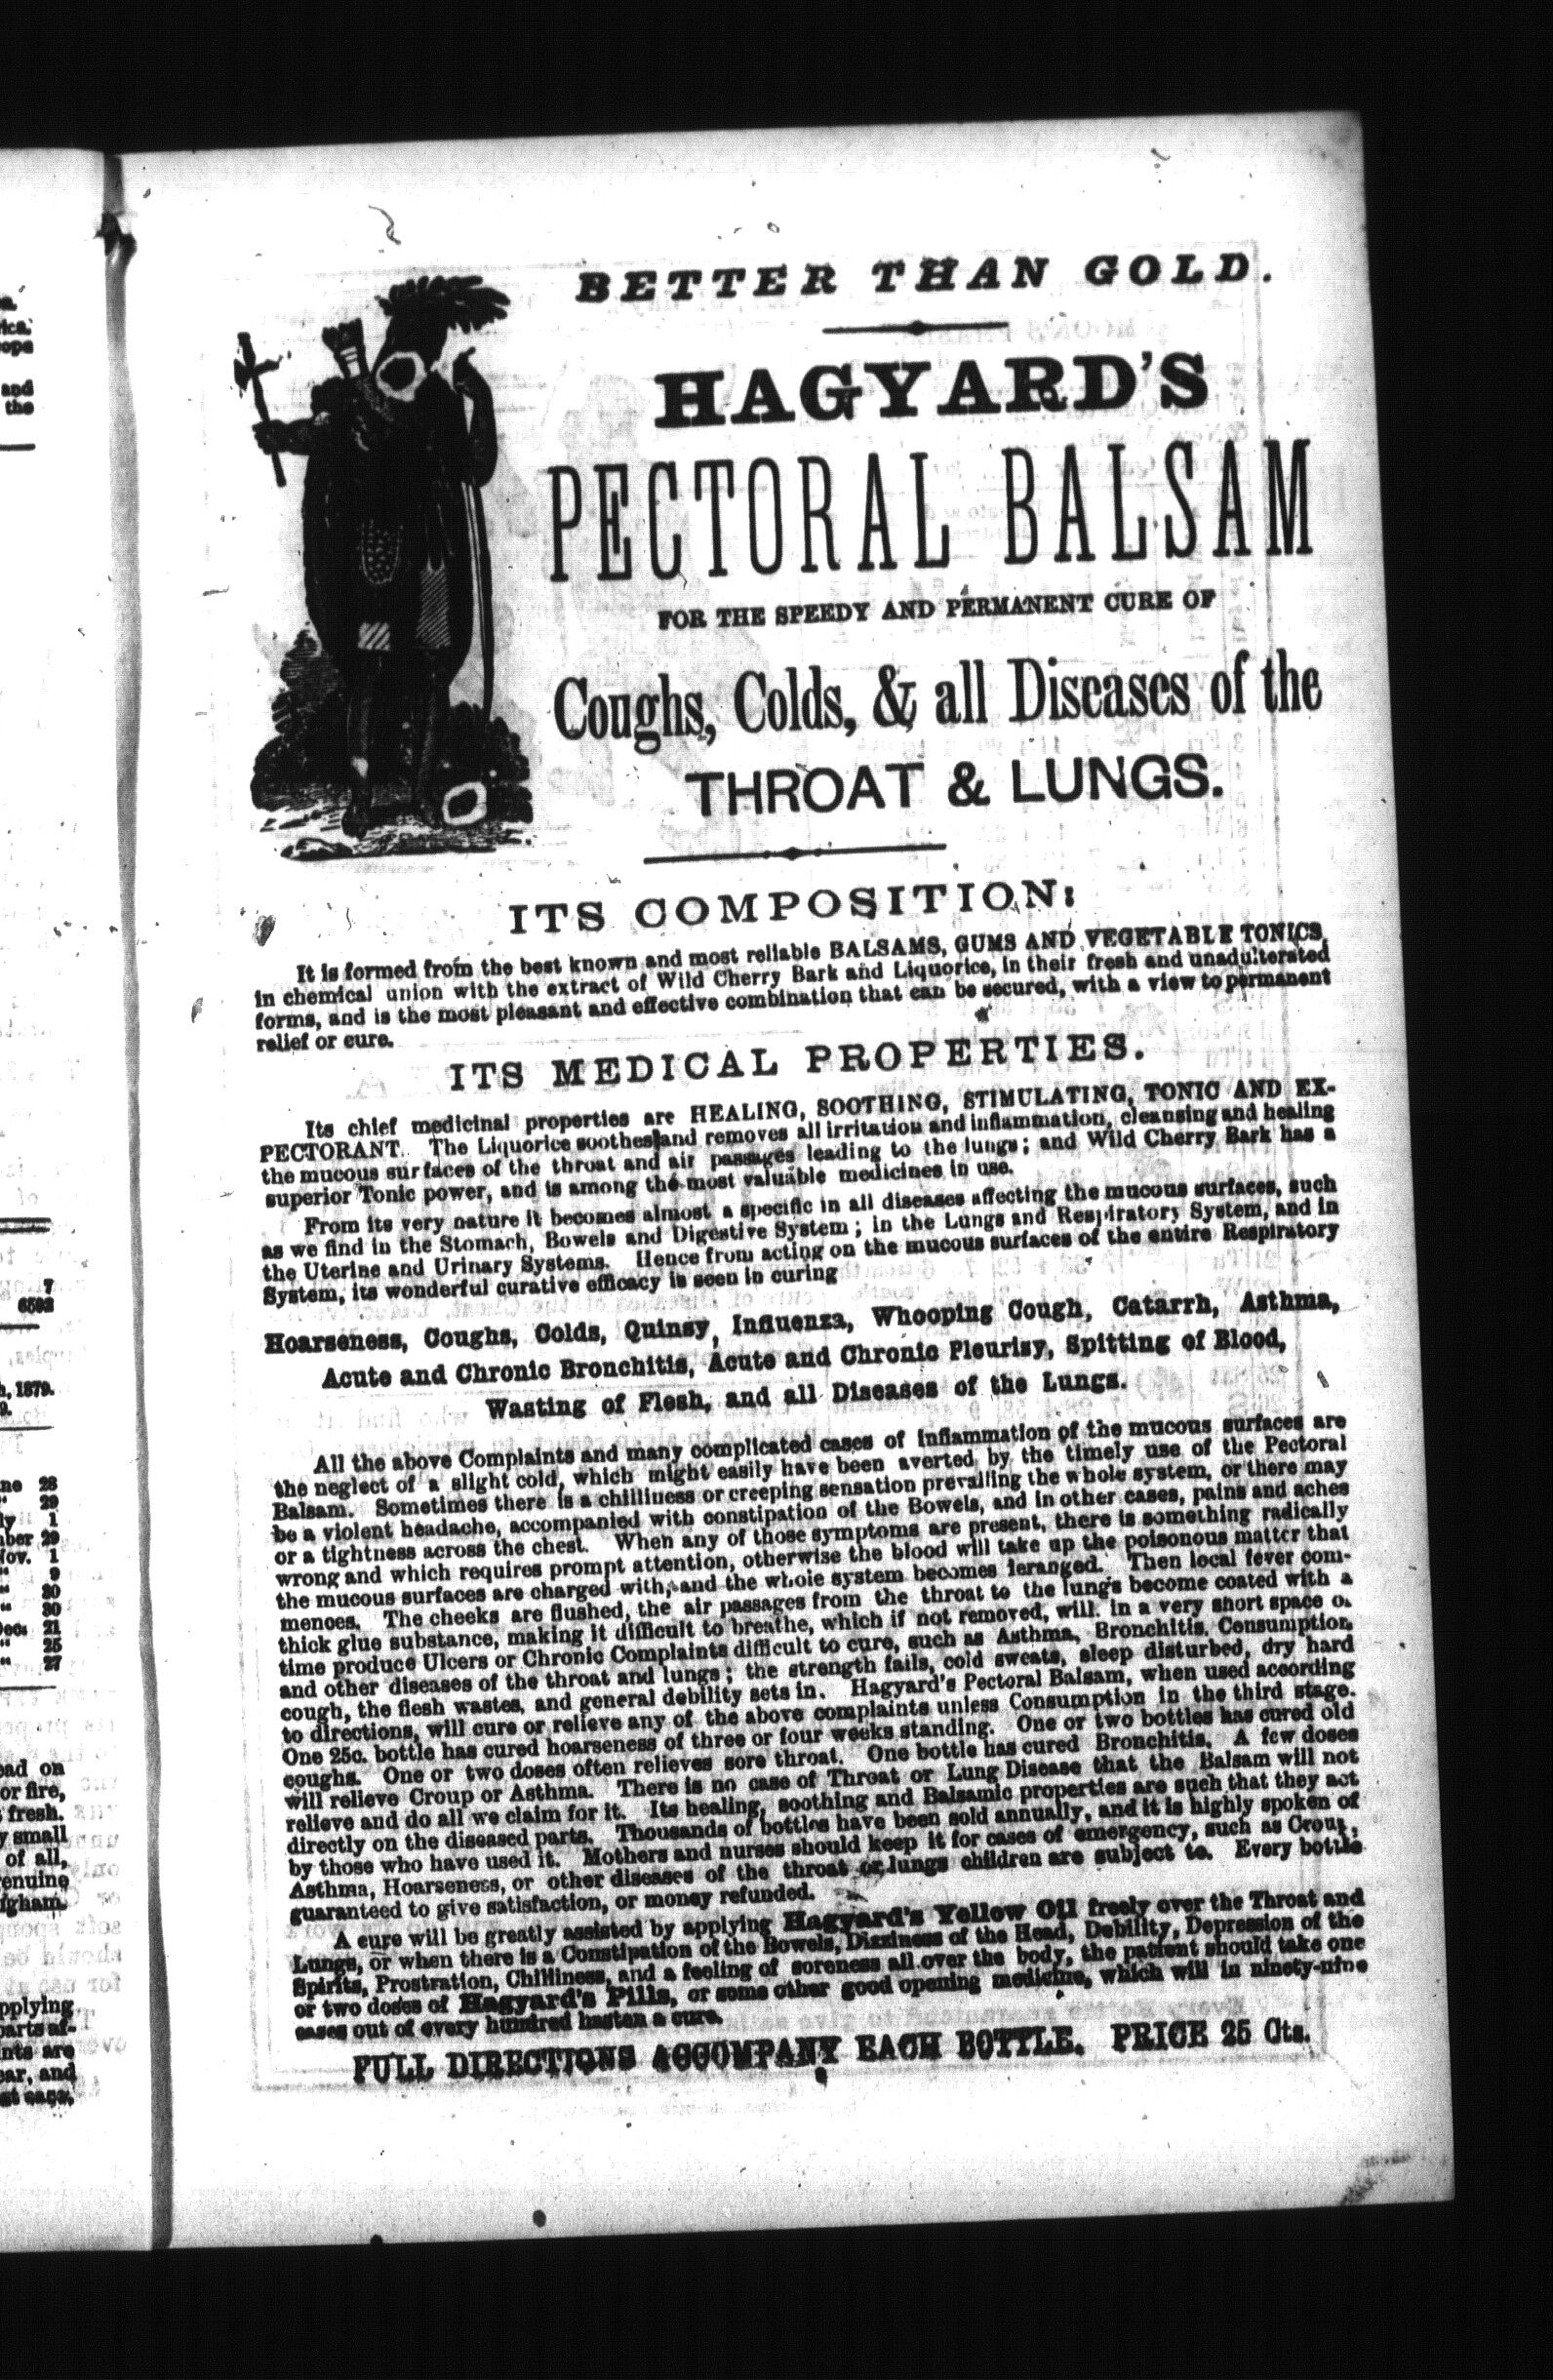 BETTER THAN GOLD.
HAGYARD'S
PECTORAL BALSAM
FOR THE SPEEDY AND PERMANENT CURE OF
Coughs, Colds, & all Diseases of the
THROAT & LUNGS.
ITS COMPOSITION:
It is formed from the best known and most reliable BALSAMS, GUMS AND VEGETABLE TONICS,
in chemical union with the extract of Wild Cherry Bark and Liquorice, in their fresh and unadulterated
forms, and is the most pleasant and effective combination that can be secured, with a view to permanent
relief or cure.
ITS MEDICAL PROPERTIES.
Its chief medicinal properties are HEALING, SOOTHING, STIMULATING, TONIC AND EX-
PECTORANT. The Liquorice soothes and removes all irritation and inflammation, cleansing and healing
the mucous surfaces of the throat and air passages leading to the lungs; and Wild Cherry Bark has a
superior Tonic power, and is among the most valuable medicines in use.
From its very nature it becomes almost a specific in all diseases affecting the mucous surfaces, such
as we find in the Stomach, Bowels and Digestive System; in the Lungs and Respiratory System, and in
the Uterine and Urinary Systems. Hence from acting on the mucous surfaces of the entire Respiratory
System, its wonderful curative efficacy is seen in curing
Hoarseness, Coughs, Colds, Quinsy, Influenza, Whooping Cough, Catarrh, Asthma,
Acute and Chronic Bronchitis, Acute and Chronic Pleurisy, Spitting of Blood,
Wasting of Flesh, and all Diseases of the Lungs.
All the above Complaints and many complicated cases of inflammation of the mucous surfaces are
the neglect of a slight cold, which might easily have been averted by the timely use of the Pectoral
Balsam. Sometimes there is a chilliness or creeping sensation prevailing the whole system, or there may
be a violent headache, accompanied with constipation of the Bowels, and in other cases, pains and aches
or a tightness across the chest. When any of those symptoms are present, there is something radically
wrong and which requires prompt attention, otherwise the blood will take up the poisonous matter that
the mucous surfaces are charged with, and the whole system becomes deranged. Then local fever com-
mences. The cheeks are flushed, the air passages from the throat to the lungs become coated with a
thick glue substance, making it difficult to breathe, which if not removed, will in a very short space of
time produce Ulcers or Chronic Complaints difficult to cure, such as Asthma, Bronchitis, Consumption
and other diseases of the throat and lungs; the strength fails, cold sweats, sleep disturbed, dry hard
cough, the flesh wastes, and general debility sets in. Hagyard's Pectoral Balsam, when used according
to directions, will cure or relieve any of the above complaints unless Consumption in the third stage.
One 25c. bottle has cured hoarseness of three or four weeks standing. One or two bottles has cured old
coughs. One or two doses often relieves sore throat. One bottle has cured Bronchitis. A few doses
will relieve Croup or Asthma. There is no case of Throat or Lung Disease that the Balsam will not
relieve and do all we claim for it. Its healing, soothing and Balsamic properties are such that they act
directly on the diseased parts. Thousands of bottles have been sold annually, and it is highly spoken of
by those who have used it. Mothers and nurses should keep it for cases of emergency, such as Croup,
Asthma, Hoarseness, or other diseases of the throat or lungs children are subject to. Every bottle
guaranteed to give satisfaction, or money refunded.
A cure will be greatly assisted by applying Hagyard's Yellow Oil freely over the Throat and
Lungs, or when there is a Constipation of the Bowels, Dizziness of the Head, Debility, Depression of the
Spirits, Prostration, Chilliness, and a feeling of soreness all over the body, the patient should take one
or two doses of Hagyard's Pills, or some other good opening medicine, which will in ninety-nine
cases out of every hundred hasten a cure.
FULL DIRECTIONS ACCOMPANY EACH BOTTLE. PRICE 25 Cts.